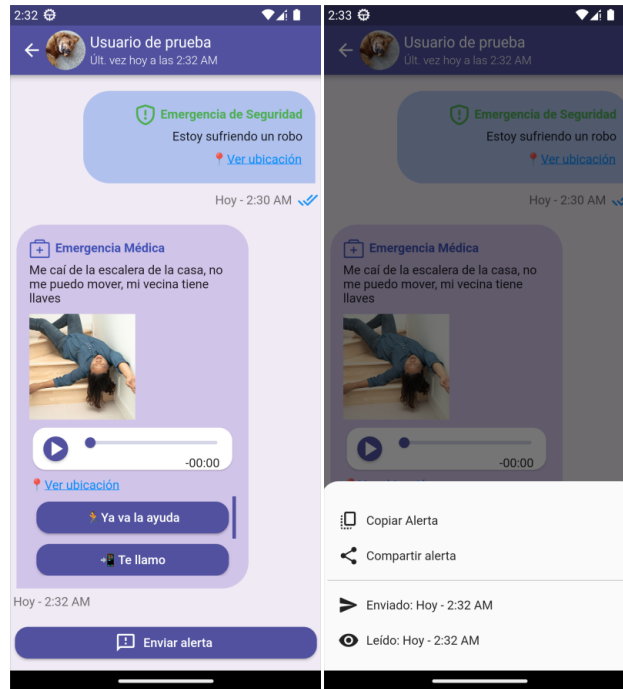 2:32
Usuario de prueba
Últ. vez hoy a las 2:32 AM
Emergencia de Seguridad
Estoy sufriendo un robo
Ver ubicación
Hoy - 2:30 AM
Emergencia Médica
Me caí de la escalera de la casa, no
me puedo mover, mi vecina tiene
llaves
-00:00
Ver ubicación
Ya va la ayuda
Te llamo
Hoy - 2:32 AM
Enviar alerta
2:33
Usuario de prueba
Últ. vez hoy a las 2:32 AM
Emergencia de Seguridad
Estoy sufriendo un robo
Ver ubicación
Hoy - 2:30 AM
Emergencia Médica
Me caí de la escalera de la casa, no
me puedo mover, mi vecina tiene
llaves
-00:00
Copiar Alerta
Compartir alerta
Enviado: Hoy - 2:32 AM
Leído: Hoy - 2:32 AM